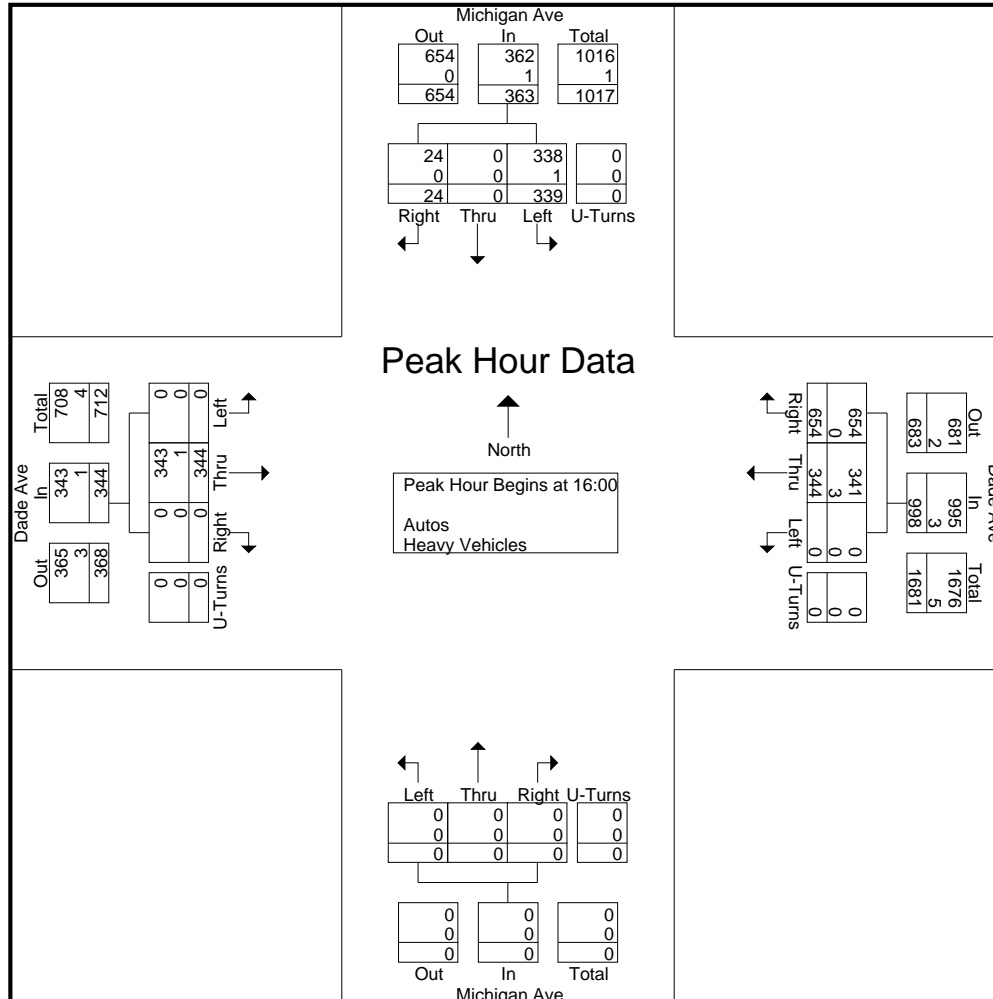 Michigan Ave
Out In Total
654 362 1016
0 1 1
654 363 1017
24 0 338 0
0 0 1 0
24 0 339 0
Right Thru Left U-Turns
Peak Hour Data
North
Peak Hour Begins at 16:00
Autos
Heavy Vehicles
Dade Ave
Total In Out
708 343 365
4 1 3
712 344 368
0 343 0 0
0 1 0 0
0 344 0 0
Left Thru Right U-Turns
Dade Ave
Out In Total
681 995 1676
2 3 5
683 998 1681
654 341 0 0
0 3 0 0
654 344 0 0
Right Thru Left U-Turns
Left Thru Right U-Turns
0 0 0 0
0 0 0 0
0 0 0 0
0 0 0
0 0 0
0 0 0
Out In Total
Michigan Ave